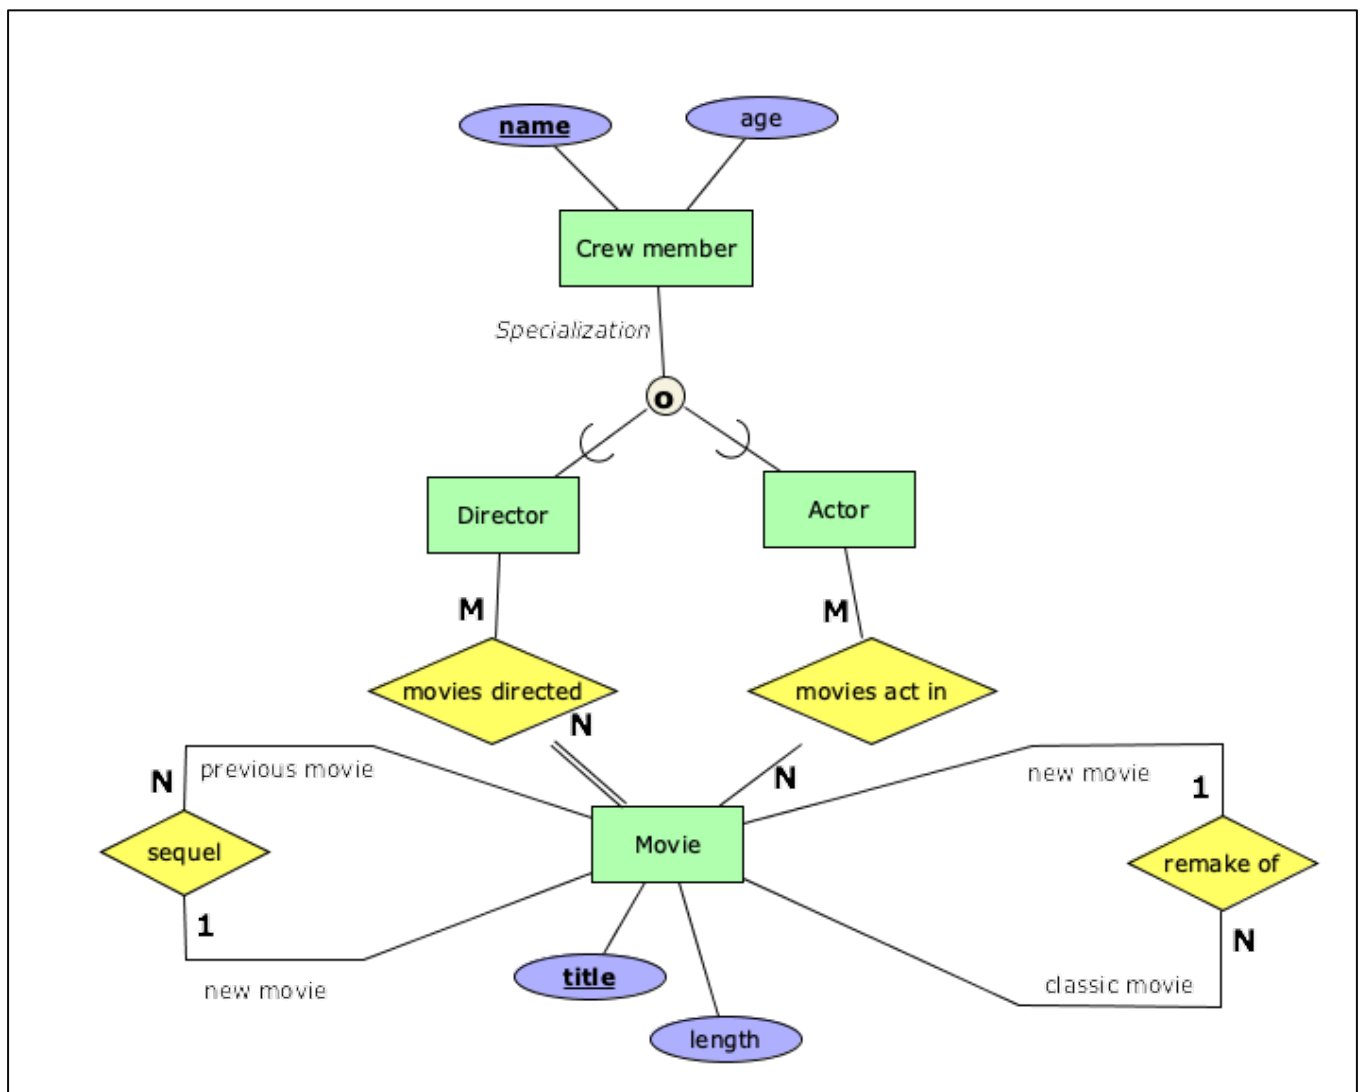 name
age
Crew member
Specialization
o
Director
Actor
M
M
movies directed
movies act in
N
N
previous movie
N
sequel
1
new movie
Movie
new movie
1
remake of
N
classic movie
title
length